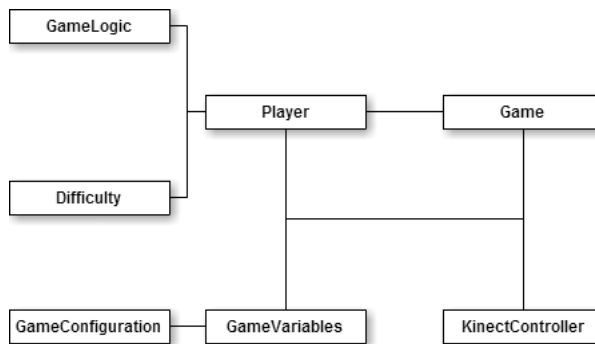 GameLogic
Player
Game
Difficulty
GameConfiguration
GameVariables
KinectController